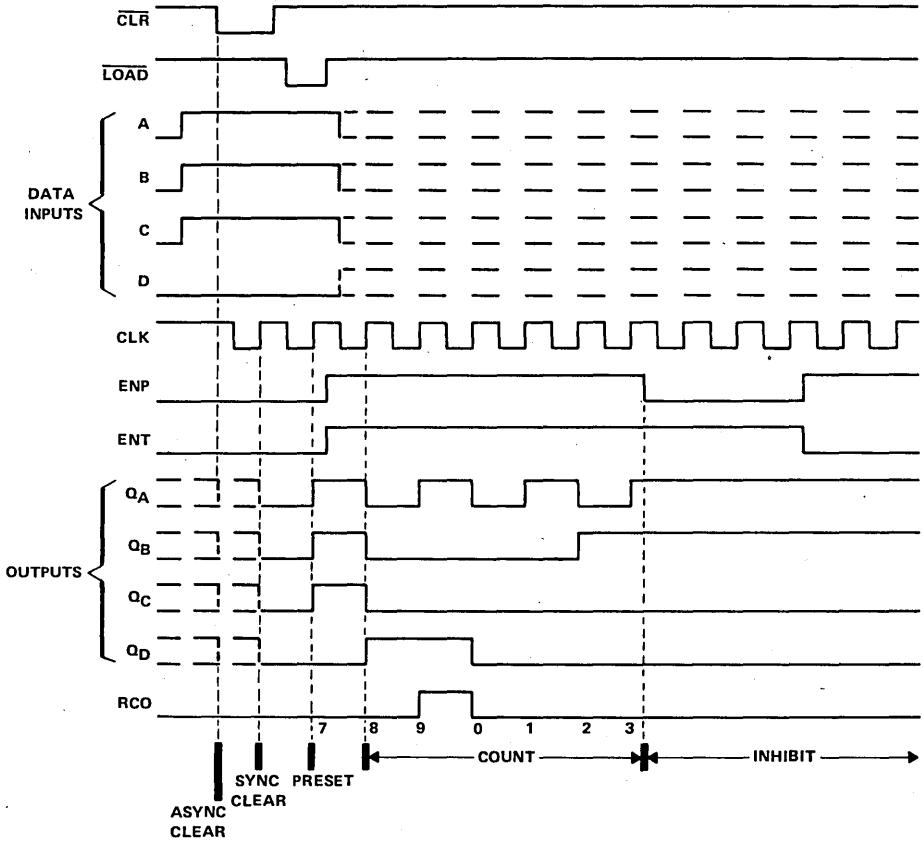 CLR
LOAD
A
B
DATA
INPUTS
C
D
CLK
ENP
ENT
QA
QB
OUTPUTS
QC
QD
RCO
7 8 9 0 1 2 3
COUNT INHIBIT
SYNC CLEAR PRESET
ASYNC CLEAR